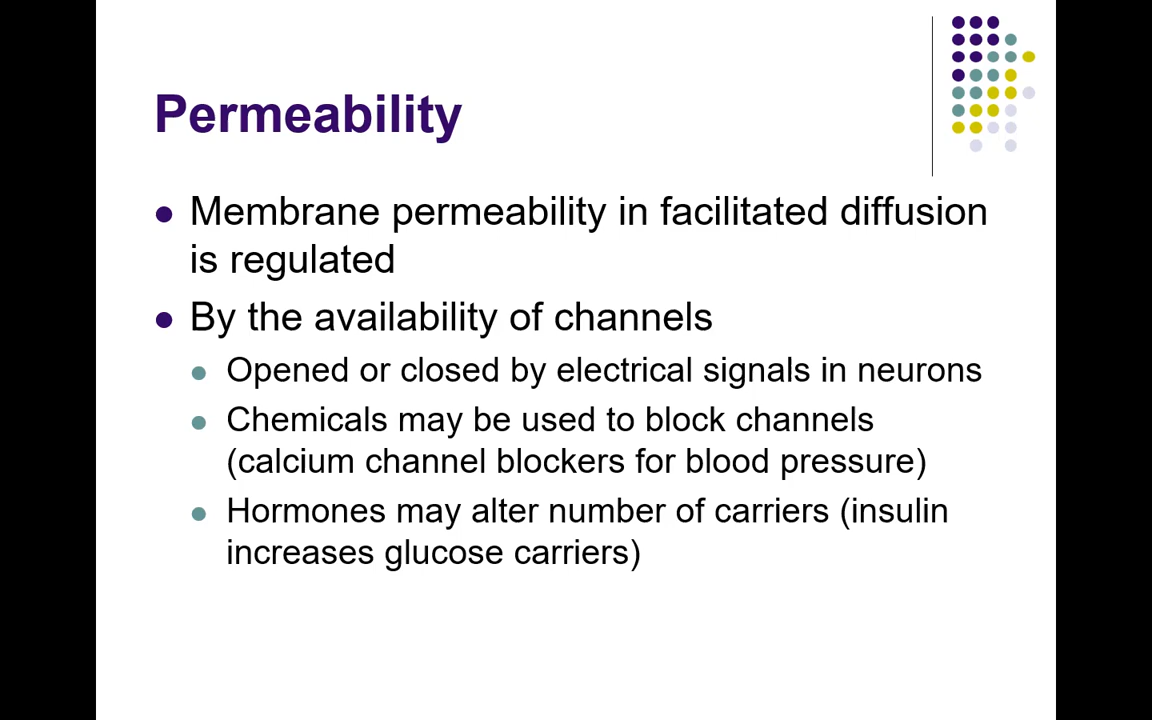 Permeability
Membrane permeability in facilitated diffusion
is regulated
By the availability of channels
Opened or closed by electrical signals in neurons
Chemicals may be used to block channels
(calcium channel blockers for blood pressure)
Hormones may alter number of carriers (insulin
increases glucose carriers)